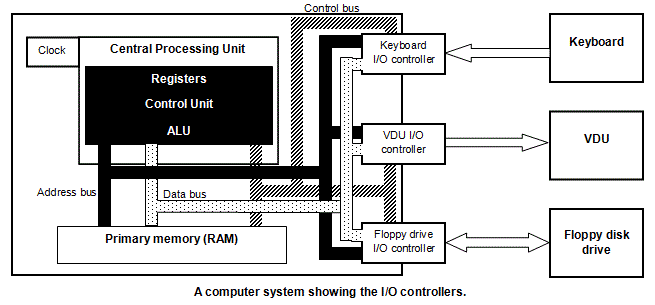 Control bus
Clock
Central Processing Unit
Registers
Control Unit
ALU
Keyboard
I/O controller
Keyboard
VDU I/O
controller
VDU
Address bus
Data bus
Primary memory (RAM)
Floppy drive
I/O controller
Floppy disk
drive
A computer system showing the I/O controllers.